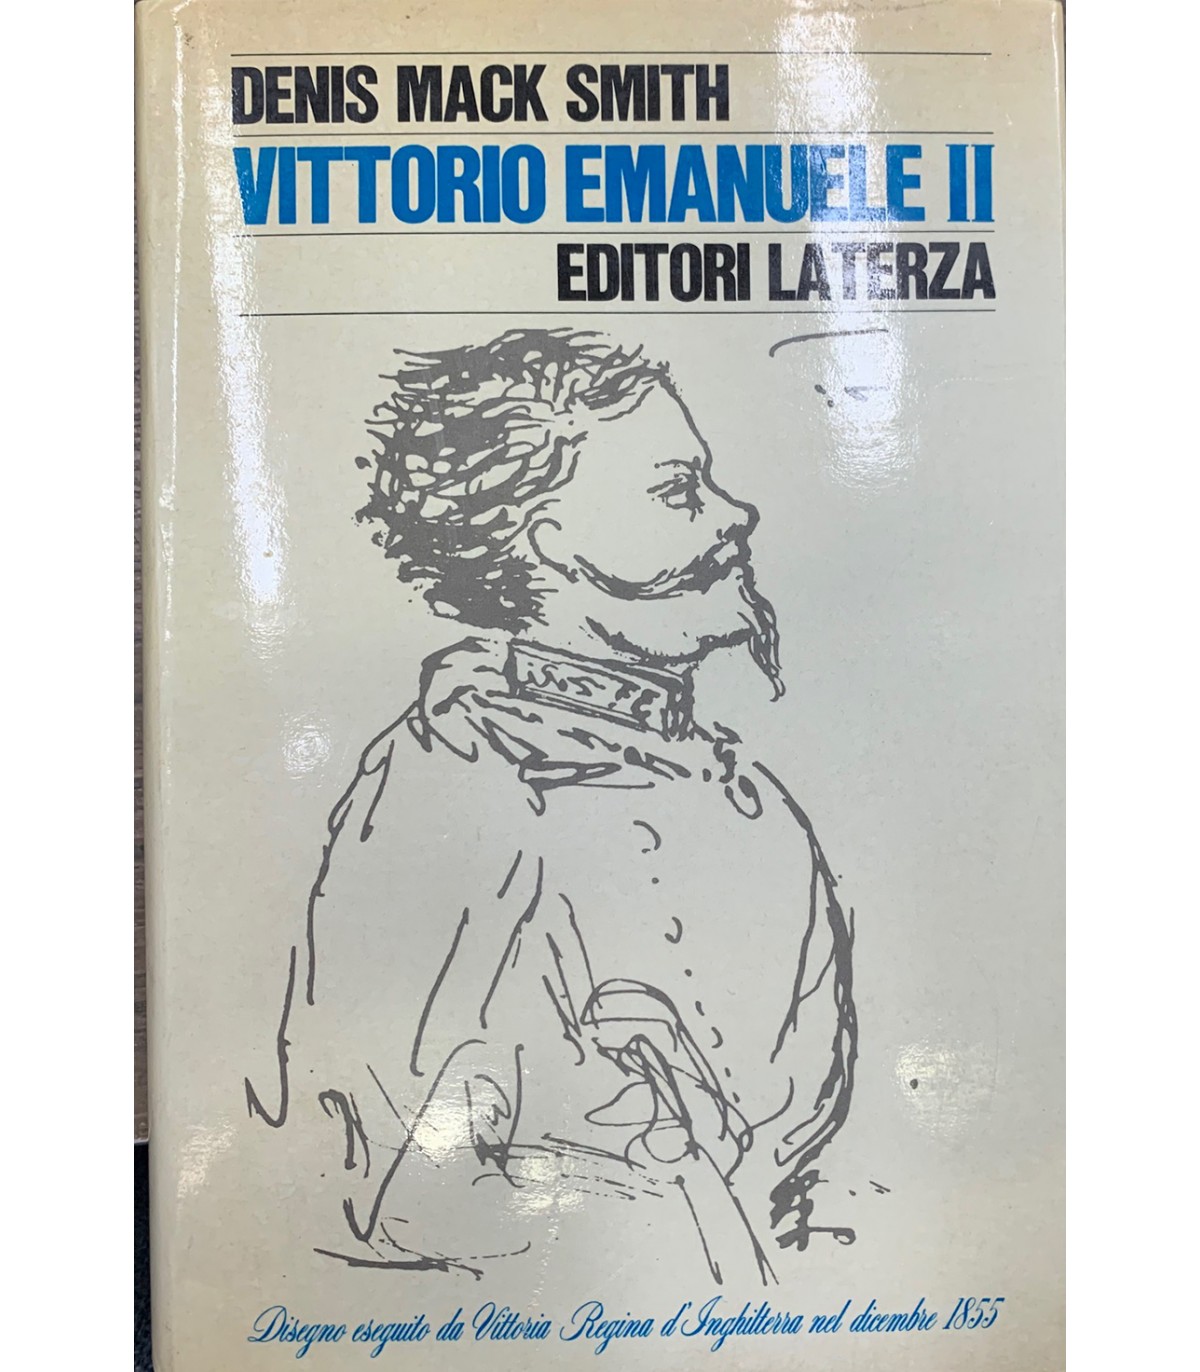 DENIS MACK SMITH
VITTORIO EMANUELE II
EDITORI LATERZA
Disegno eseguito da Vittoria Regina d'Inghilterra nel dicembre 1855